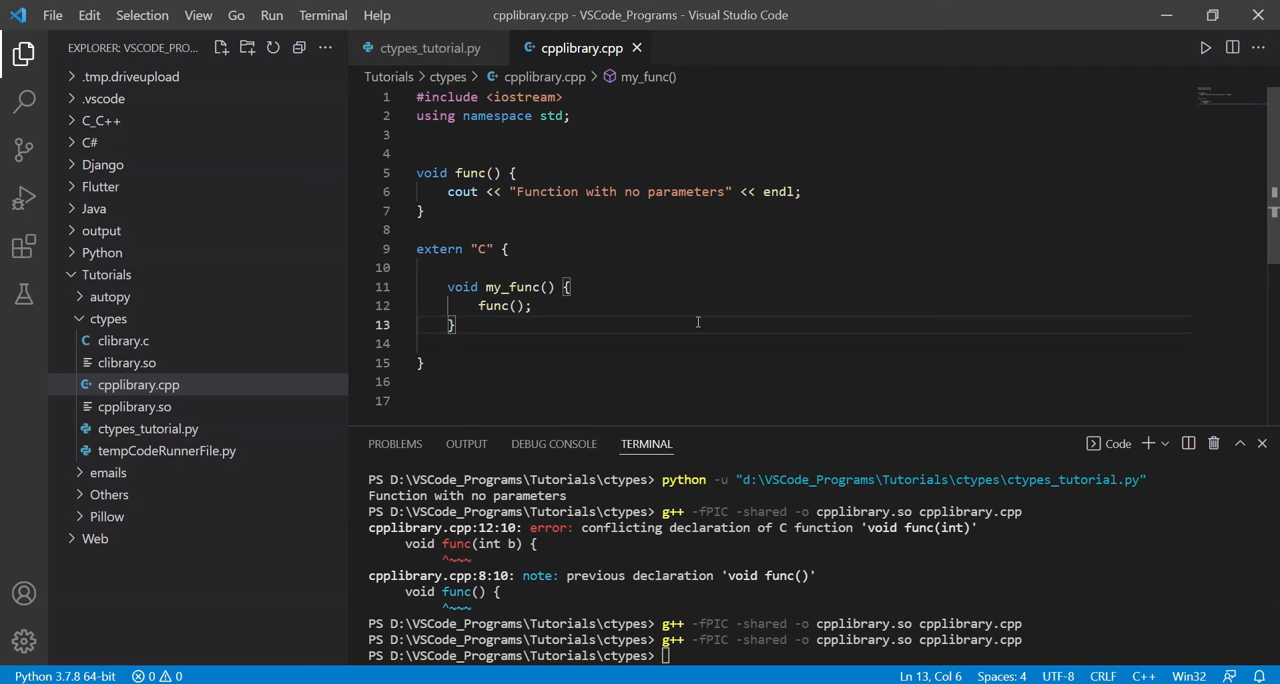 File Edit Selection View Go Run Terminal Help
cpplibrary.cpp - VSCode_Programs - Visual Studio Code
EXPLORER: VSCODE_PRO...
.tmp.driveupload
.vscode
C_C++
C#
Django
Flutter
Java
output
Python
Tutorials
autopy
ctypes
clibrary.c
clibrary.so
cpplibrary.cpp
cpplibrary.so
ctypes_tutorial.py
tempCodeRunnerFile.py
emails
Others
Pillow
Web
ctypes_tutorial.py cpplibrary.cpp
Tutorials > ctypes > cpplibrary.cpp > my_func()
1 #include <iostream>
2 using namespace std;
3
4
5 void func() {
6 cout << "Function with no parameters" << endl;
7 }
8
9 extern "C" {
10
11 void my_func() {
12 func();
13 }
14
15 }
16
17
PROBLEMS OUTPUT DEBUG CONSOLE TERMINAL Code
PS D:\VSCode_Programs\Tutorials\ctypes> python -u "d:\VSCode_Programs\Tutorials\ctypes\ctypes_tutorial.py"
Function with no parameters
PS D:\VSCode_Programs\Tutorials\ctypes> g++ -fPIC -shared -o cpplibrary.so cpplibrary.cpp
cpplibrary.cpp:12:10: error: conflicting declaration of C function 'void func(int)'
void func(int b) {
^~~~
cpplibrary.cpp:8:10: note: previous declaration 'void func()'
void func() {
^~~~
PS D:\VSCode_Programs\Tutorials\ctypes> g++ -fPIC -shared -o cpplibrary.so cpplibrary.cpp
PS D:\VSCode_Programs\Tutorials\ctypes> g++ -fPIC -shared -o cpplibrary.so cpplibrary.cpp
PS D:\VSCode_Programs\Tutorials\ctypes>
Python 3.7.8 64-bit 0 0 Ln 13, Col 6 Spaces: 4 UTF-8 CRLF C++ Win32